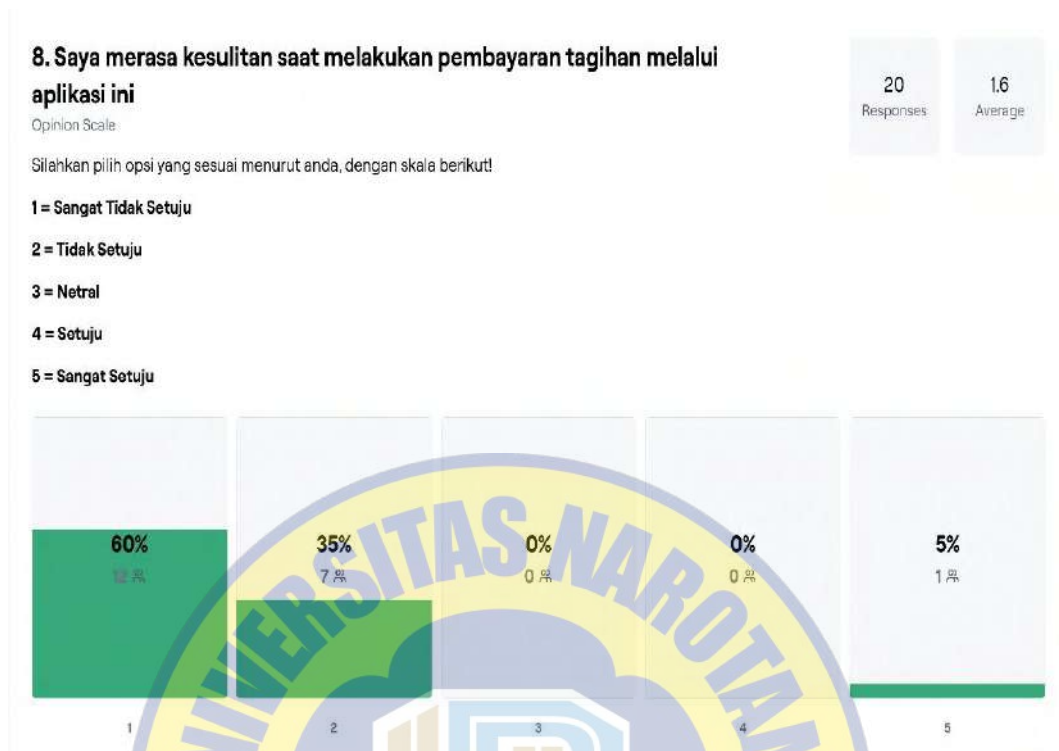 8. Saya merasa kesulitan saat melakukan pembayaran tagihan melalui
aplikasi ini
Opinion Scale
20
Responses
1.6
Average
Silahkan pilih opsi yang sesuai menurut anda, dengan skala berikut!
1 = Sangat Tidak Setuju
2 = Tidak Setuju
3 = Netral
4 = Setuju
5 = Sangat Setuju
60% 35% 0% 0% 5%
12 7 0 0 1
1 2 3 4 5
ERSITAS NAROTA